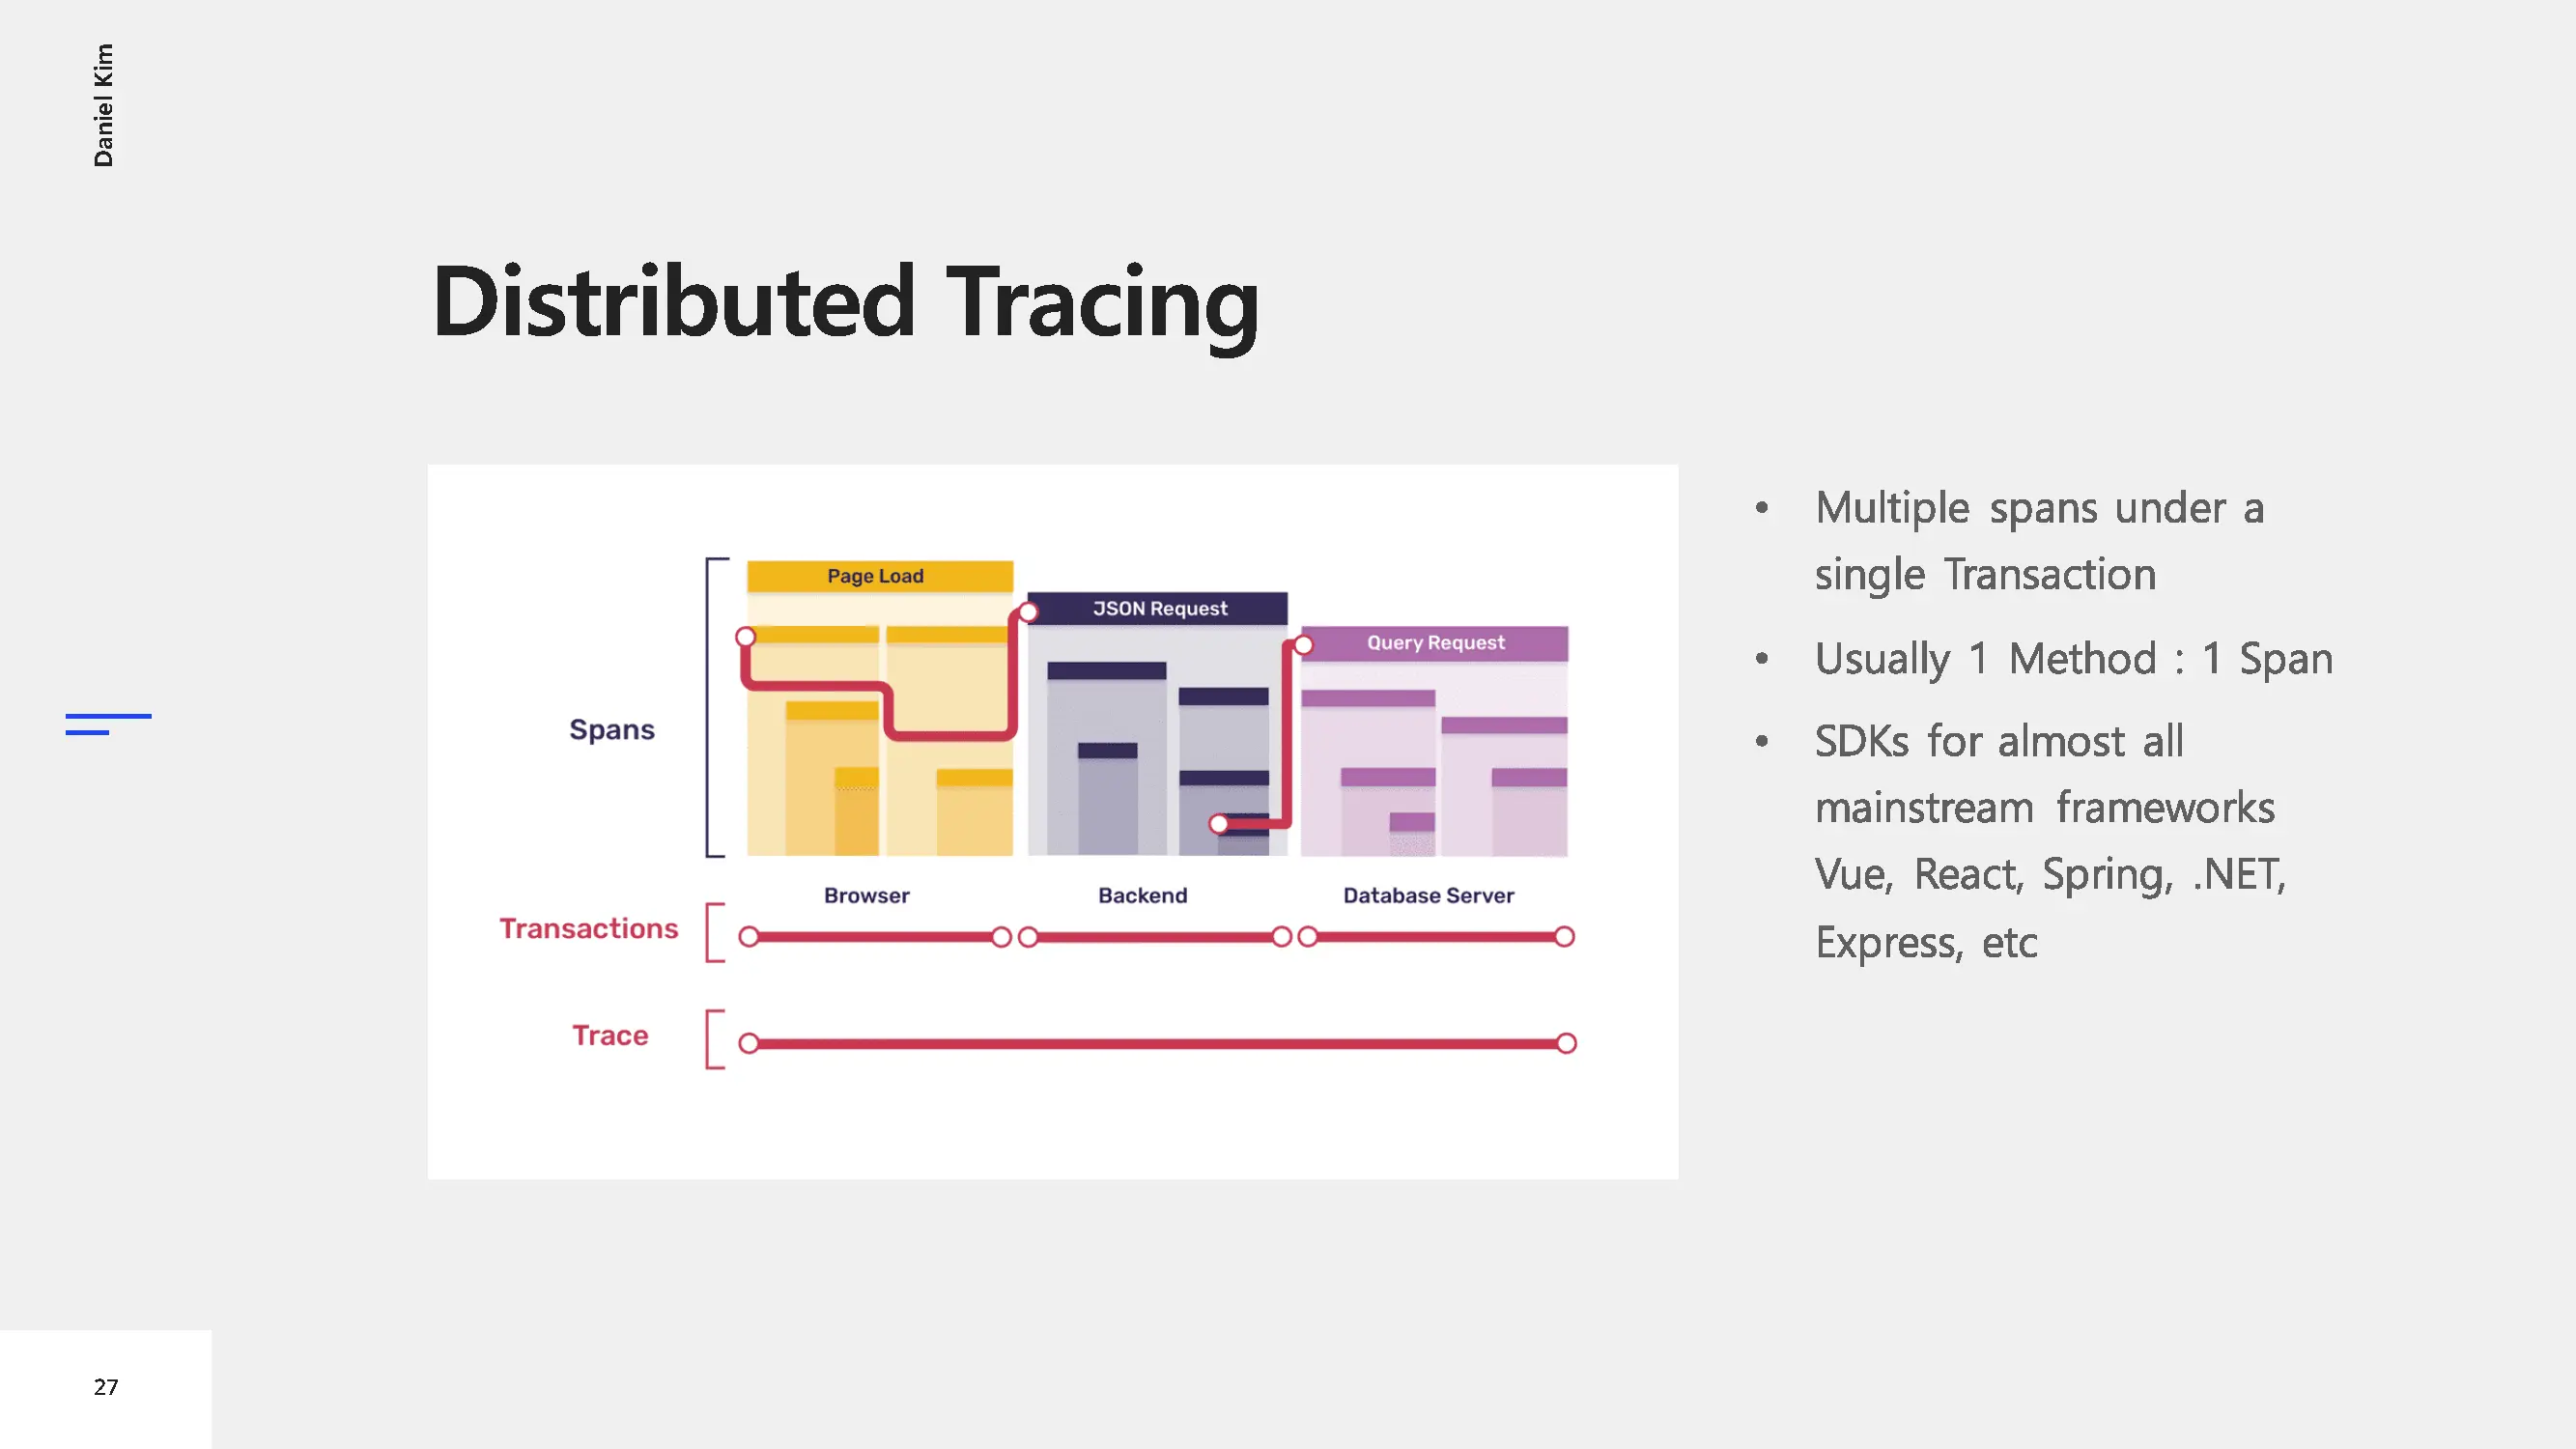 Daniel Kim
Distributed Tracing
Page Load
JSON Request
Query Request
Spans
Browser
Backend
Database Server
Transactions
Trace
• Multiple spans under a
single Transaction
• Usually 1 Method : 1 Span
• SDKs for almost all
mainstream frameworks
Vue, React, Spring, .NET,
Express, etc
27